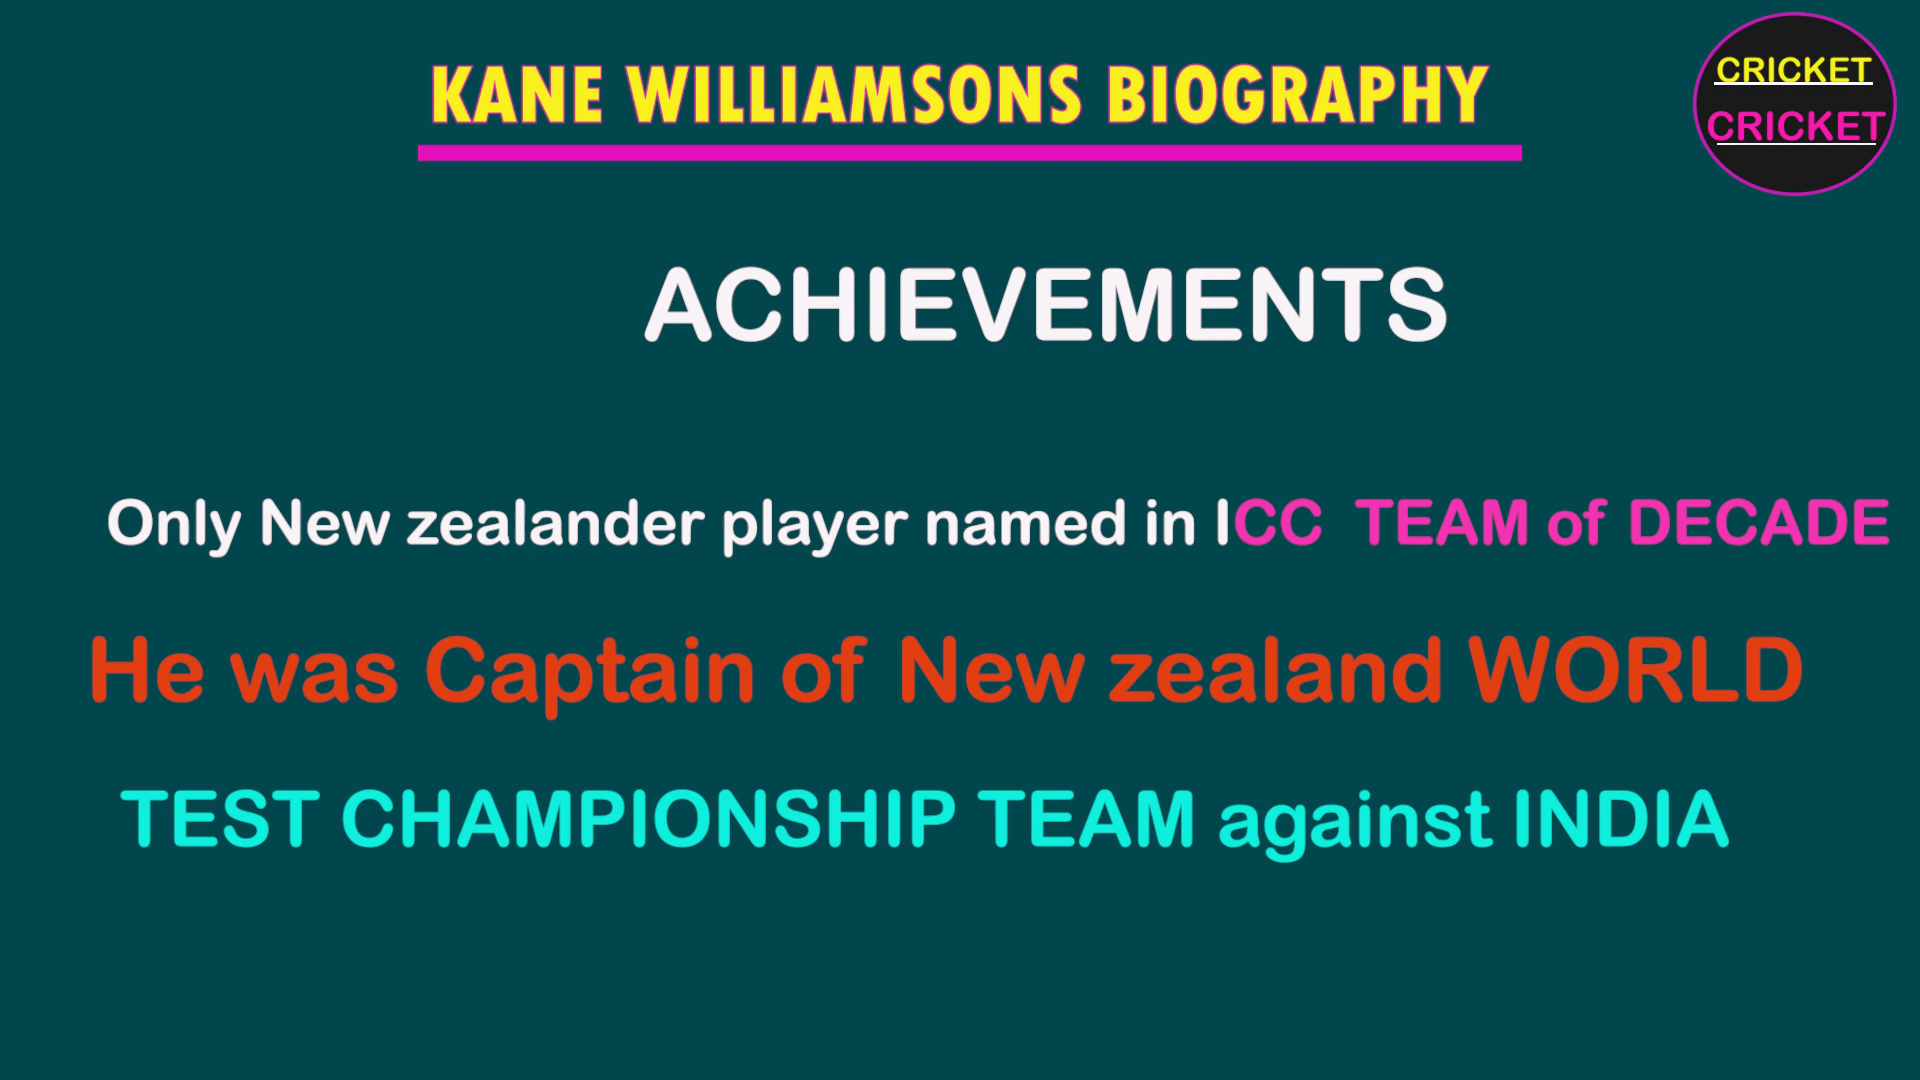 KANE WILLIAMSONS BIOGRAPHY
CRICKET
CRICKET
ACHIEVEMENTS
Only New zealander player named in ICC TEAM of DECADE
He was Captain of New zealand WORLD
TEST CHAMPIONSHIP TEAM against INDIA